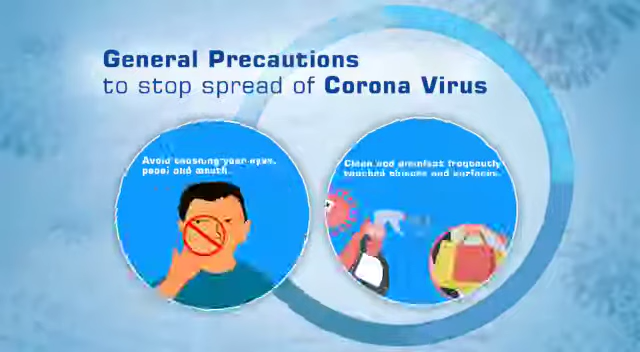 General Precautions
to stop spread of Corona Virus
Avoid touching your eyes,
nose, and mouth.
Clean and disinfect frequently
touched objects and surfaces.